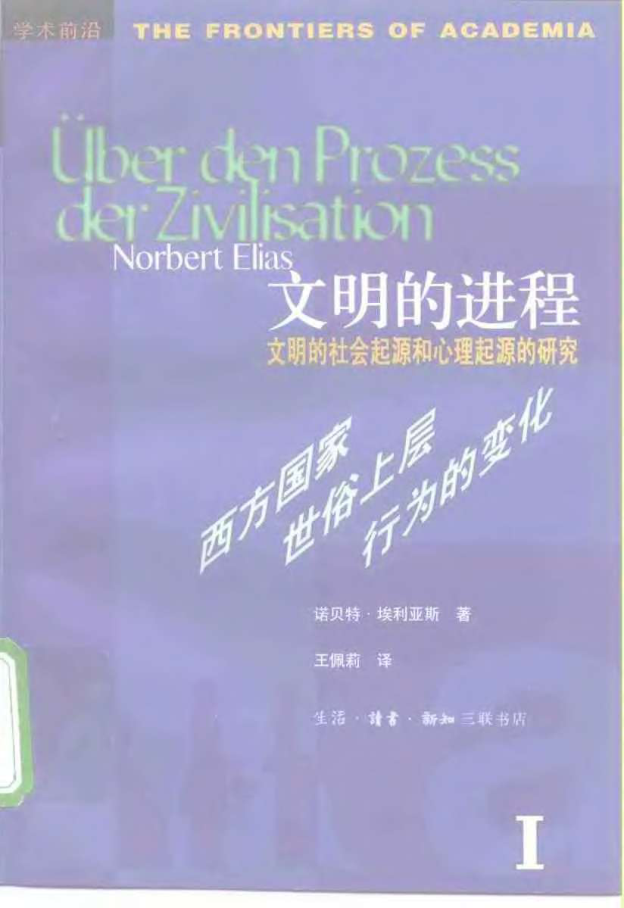 学术前沿 THE FRONTIERS OF ACADEMIA
Über den Prozess
der Zivilisation
Norbert Elias
文明的进程
文明的社会起源和心理起源的研究
西方国家
世俗上层
行为的变化
诺贝特·埃利亚斯 著
王佩莉 译
生活·讀書·新知三联书店
I